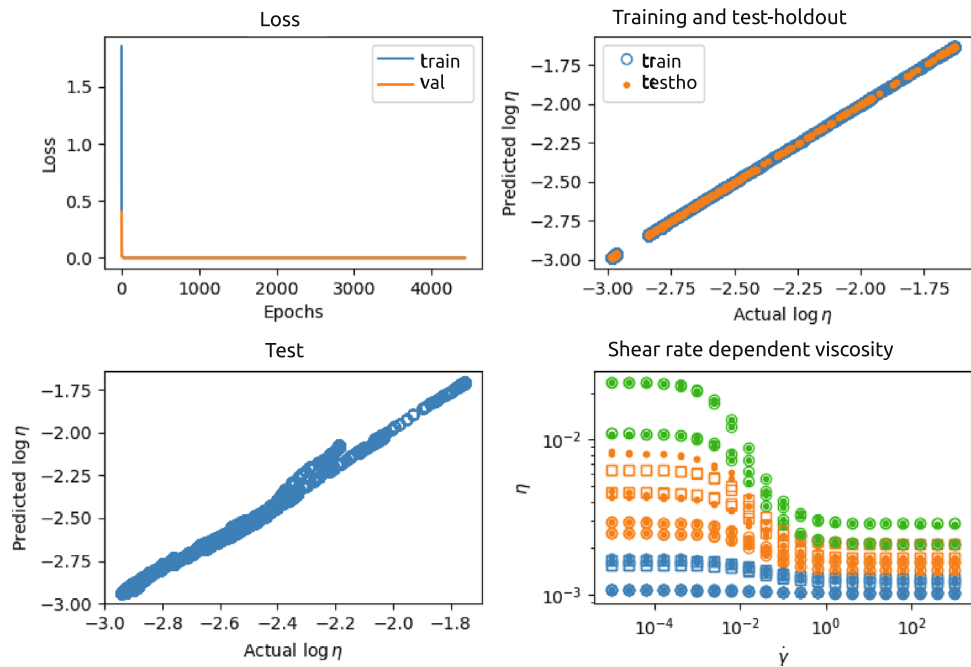 Loss
train
val
1.5
1.0
0.5
0.0
Loss
0
1000
2000
3000
4000
Epochs
Training and test-holdout
train
testho
−1.75
−2.00
−2.25
−2.50
−2.75
−3.00
Predicted log η
−3.00
−2.75
−2.50
−2.25
−2.00
−1.75
Actual log η
Test
−1.75
−2.00
−2.25
−2.50
−2.75
−3.00
Predicted log η
−3.0
−2.8
−2.6
−2.4
−2.2
−2.0
−1.8
Actual log η
Shear rate dependent viscosity
10⁻²
10⁻³
η
10⁻⁴
10⁻²
10⁰
10²
γ̇